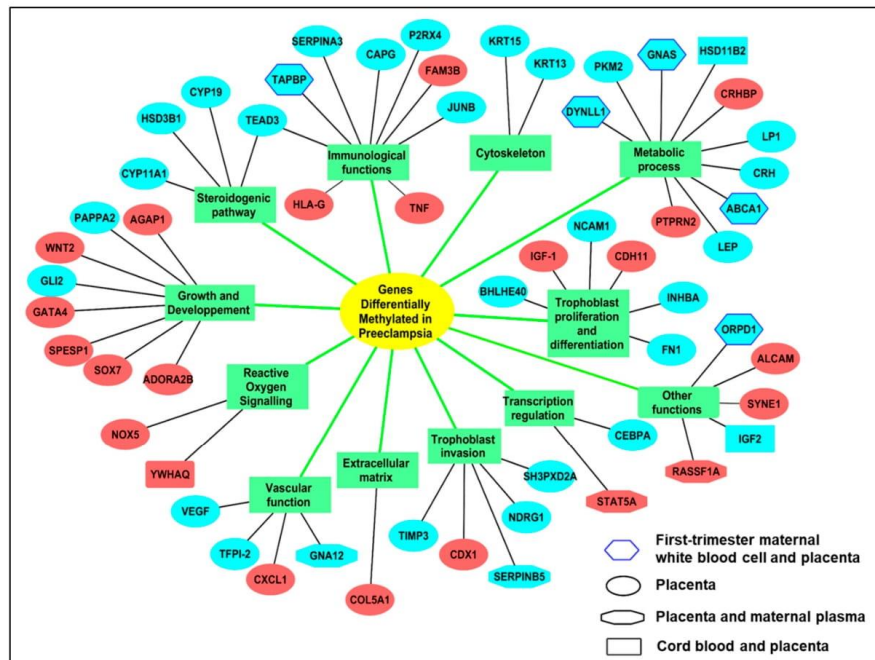 SERPINA3
P2RX4
CAPG
FAM3B
TAPBP
JUNB
KRT15
KRT13
PKM2
GNAS
HSD11B2
CRHBP
DYNLL1
LP1
CRH
ABCA1
LEP
PTPRN2
CYP19
HSD3B1
TEAD3
CYP11A1
Steroidogenic
pathway
Immunological
functions
Cytoskeleton
Metabolic
process
HLA-G
TNF
PAPPA2
AGAP1
WNT2
GLI2
GATA4
SPESP1
SOX7
ADORA2B
Growth and
Developpement
Genes
Differentially
Methylated in
Preeclampsia
NCAM1
IGF-1
CDH11
BHLHE40
INHBA
FN1
Trophoblast
proliferation
and
differentiation
Reactive
Oxygen
Signalling
NOX5
YWHAQ
Vascular
function
VEGF
TFPI-2
CXCL1
GNA12
Extracellular
matrix
COL5A1
Trophoblast
invasion
TIMP3
CDX1
SERPINB5
NDRG1
SH3PXD2A
Transcription
regulation
CEBPA
STAT5A
Other
functions
ORPD1
ALCAM
SYNE1
IGF2
RASSF1A
First-trimester maternal
white blood cell and placenta
Placenta
Placenta and maternal plasma
Cord blood and placenta